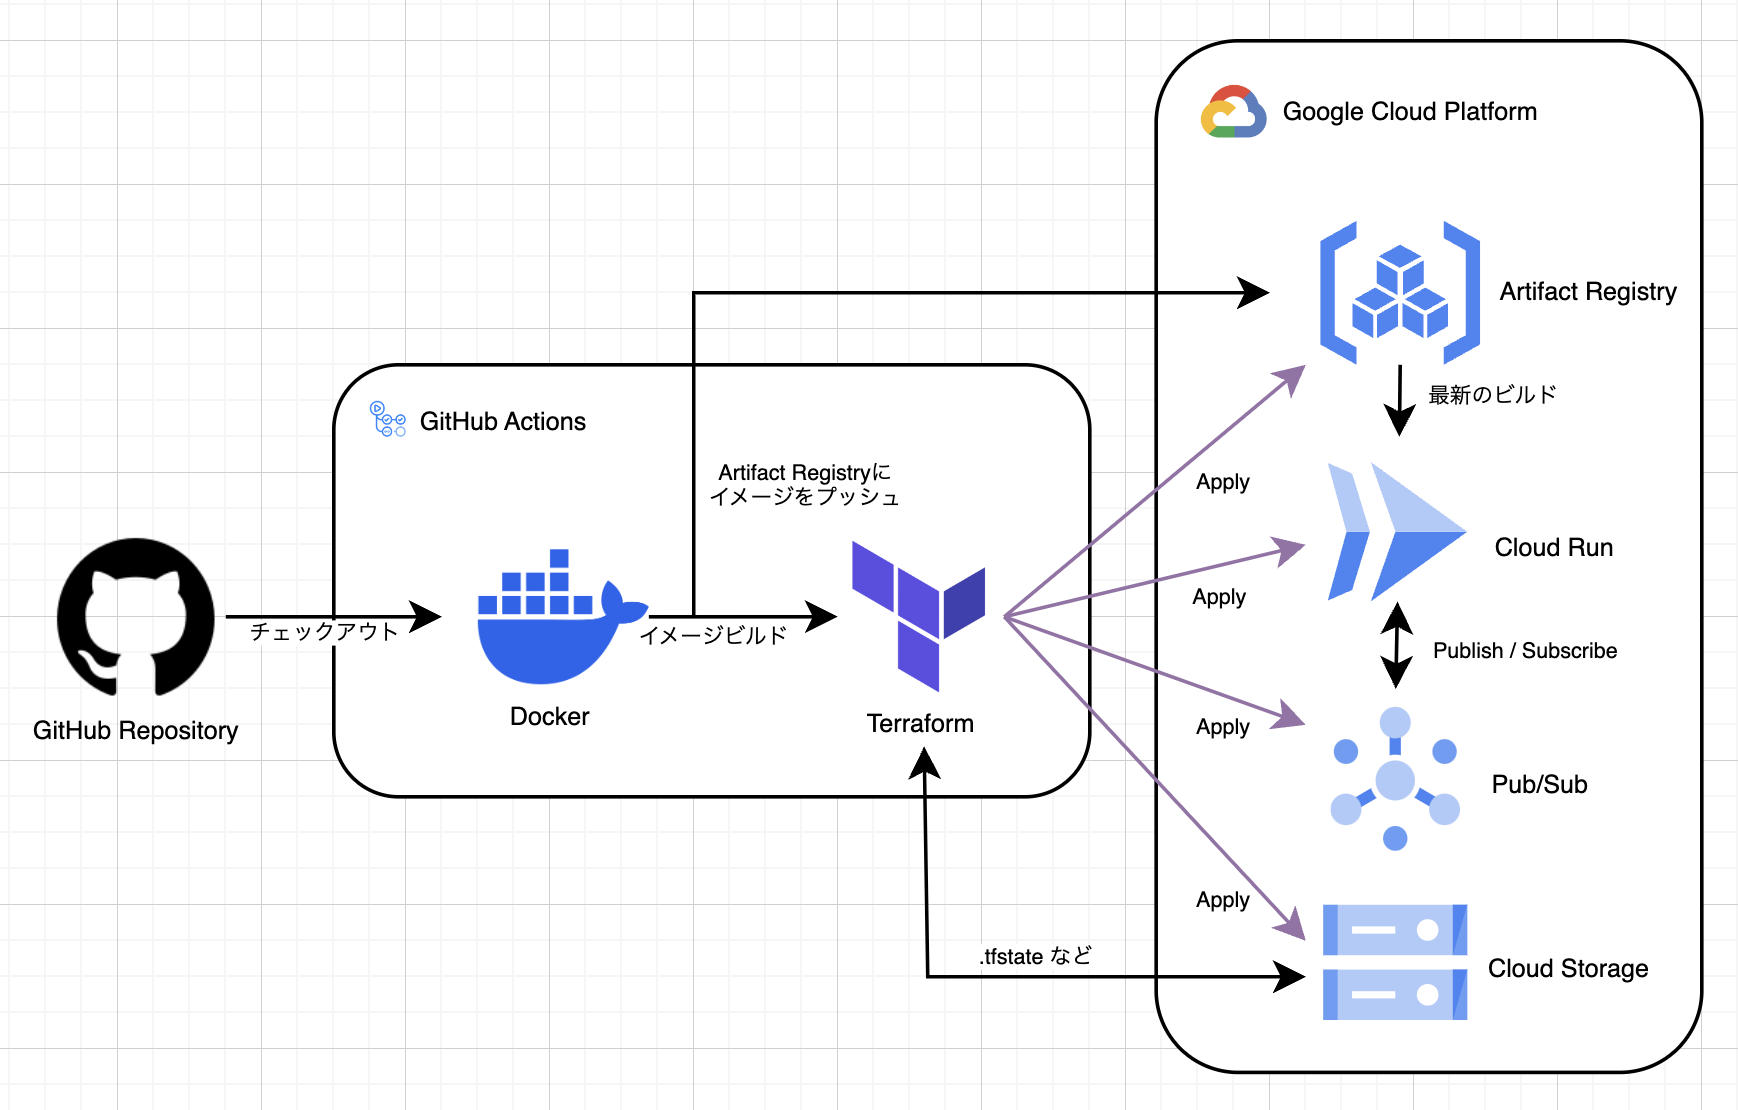 Google Cloud Platform
Artifact Registry
最新のビルド
GitHub Actions
Artifact Registryに
イメージをプッシュ
Apply
Cloud Run
Apply
チェックアウト
イメージビルド
Publish / Subscribe
Docker
Terraform
GitHub Repository
Apply
Pub/Sub
Apply
.tfstate など
Cloud Storage